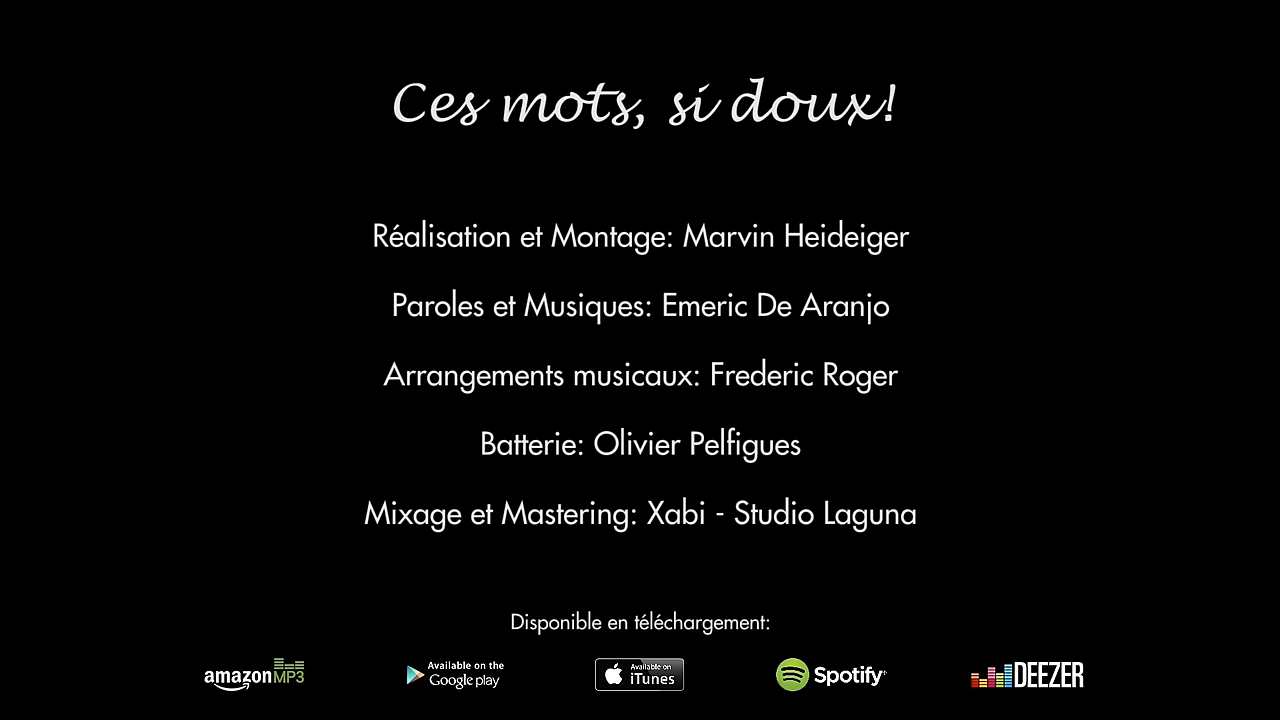 Ces mots, si doux!
Réalisation et Montage: Marvin Heideiger
Paroles et Musiques: Emeric De Aranjo
Arrangements musicaux: Frederic Roger
Batterie: Olivier Pelfigues
Mixage et Mastering: Xabi - Studio Laguna
Disponible en téléchargement:
amazonMP3
Available on the
Google play
Available on
iTunes
Spotify
DEEZER